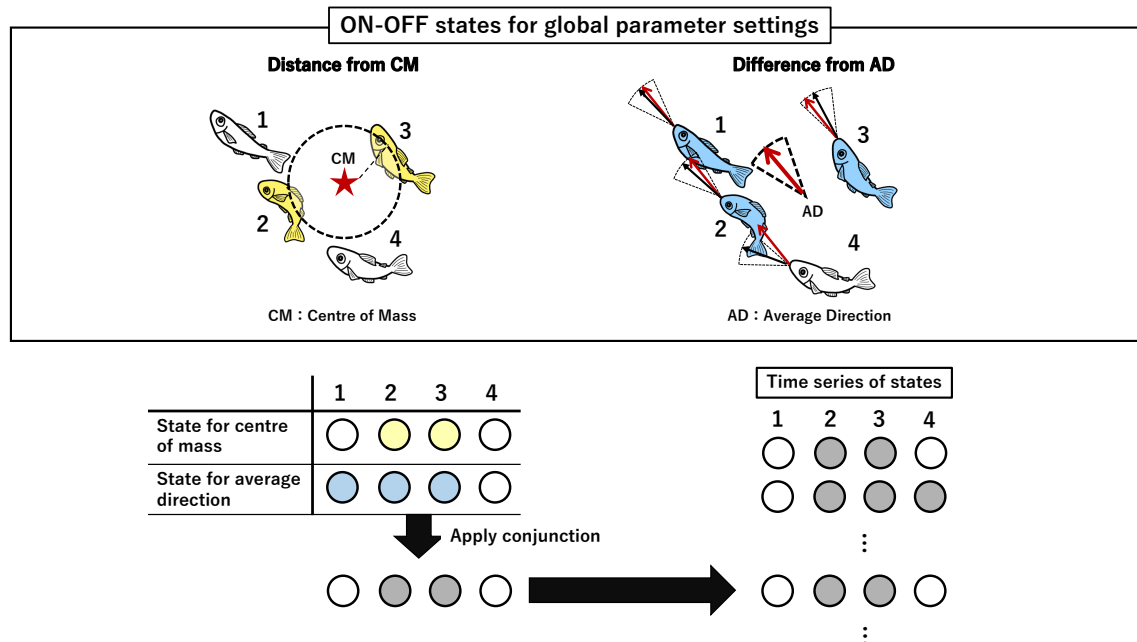 ON-OFF states for global parameter settings
Distance from CM
Difference from AD
1
3
CM
2
4
1
3
AD
2
4
CM：Centre of Mass
AD：Average Direction
1 2 3 4
State for centre
of mass
State for average
direction
Apply conjunction
Time series of states
1 2 3 4
⋮
⋮